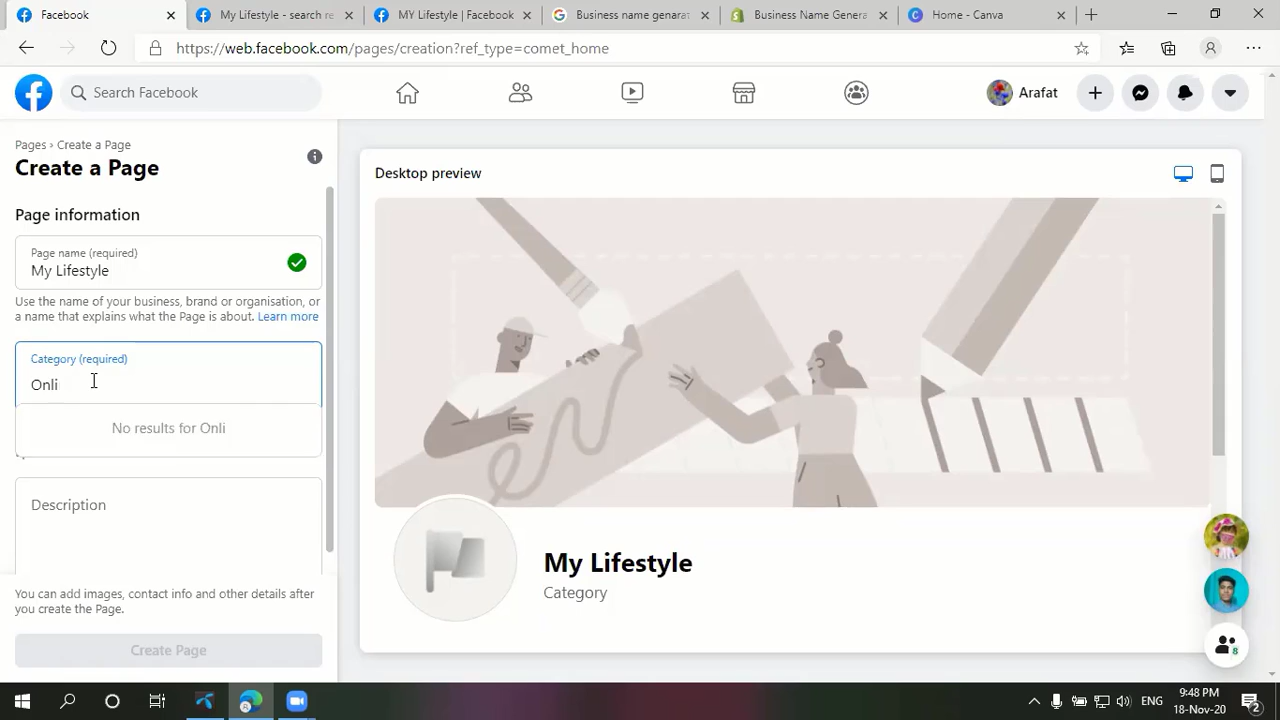 Facebook
My Lifestyle - search re
MY Lifestyle | Facebook
Business name genarat
Business Name Genera
Home - Canva
https://web.facebook.com/pages/creation?ref_type=comet_home
Search Facebook
Arafat
Pages › Create a Page
Create a Page
Page information
Page name (required)
My Lifestyle
Use the name of your business, brand or organisation, or
a name that explains what the Page is about. Learn more
Category (required)
Onli
No results for Onli
Description
You can add images, contact info and other details after
you create the Page.
Create Page
Desktop preview
My Lifestyle
Category
8
ENG
9:48 PM
18-Nov-20
2